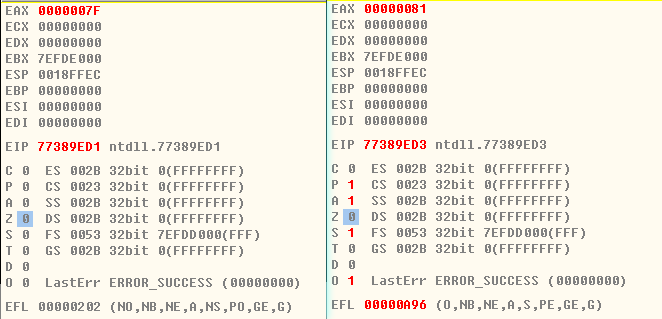 EAX 0000007F
ECX 00000000
EDX 00000000
EBX 7EFDE000
ESP 0018FFEC
EBP 00000000
ESI 00000000
EDI 00000000
EIP 77389ED1 ntdll.77389ED1
C 0 ES 002B 32bit 0(FFFFFFFF)
P 0 CS 0023 32bit 0(FFFFFFFF)
A 0 SS 002B 32bit 0(FFFFFFFF)
Z 0 DS 002B 32bit 0(FFFFFFFF)
S 0 FS 0053 32bit 7EFDD000(FFF)
T 0 GS 002B 32bit 0(FFFFFFFF)
D 0
O 0 LastErr ERROR_SUCCESS (00000000)
EFL 00000202 (NO,NB,NE,A,NS,PO,GE,G)
EAX 00000081
ECX 00000000
EDX 00000000
EBX 7EFDE000
ESP 0018FFEC
EBP 00000000
ESI 00000000
EDI 00000000
EIP 77389ED3 ntdll.77389ED3
C 0 ES 002B 32bit 0(FFFFFFFF)
P 1 CS 0023 32bit 0(FFFFFFFF)
A 1 SS 002B 32bit 0(FFFFFFFF)
Z 0 DS 002B 32bit 0(FFFFFFFF)
S 1 FS 0053 32bit 7EFDD000(FFF)
T 0 GS 002B 32bit 0(FFFFFFFF)
D 0
O 1 LastErr ERROR_SUCCESS (00000000)
EFL 00000A96 (O,NB,NE,A,S,PE,GE,G)